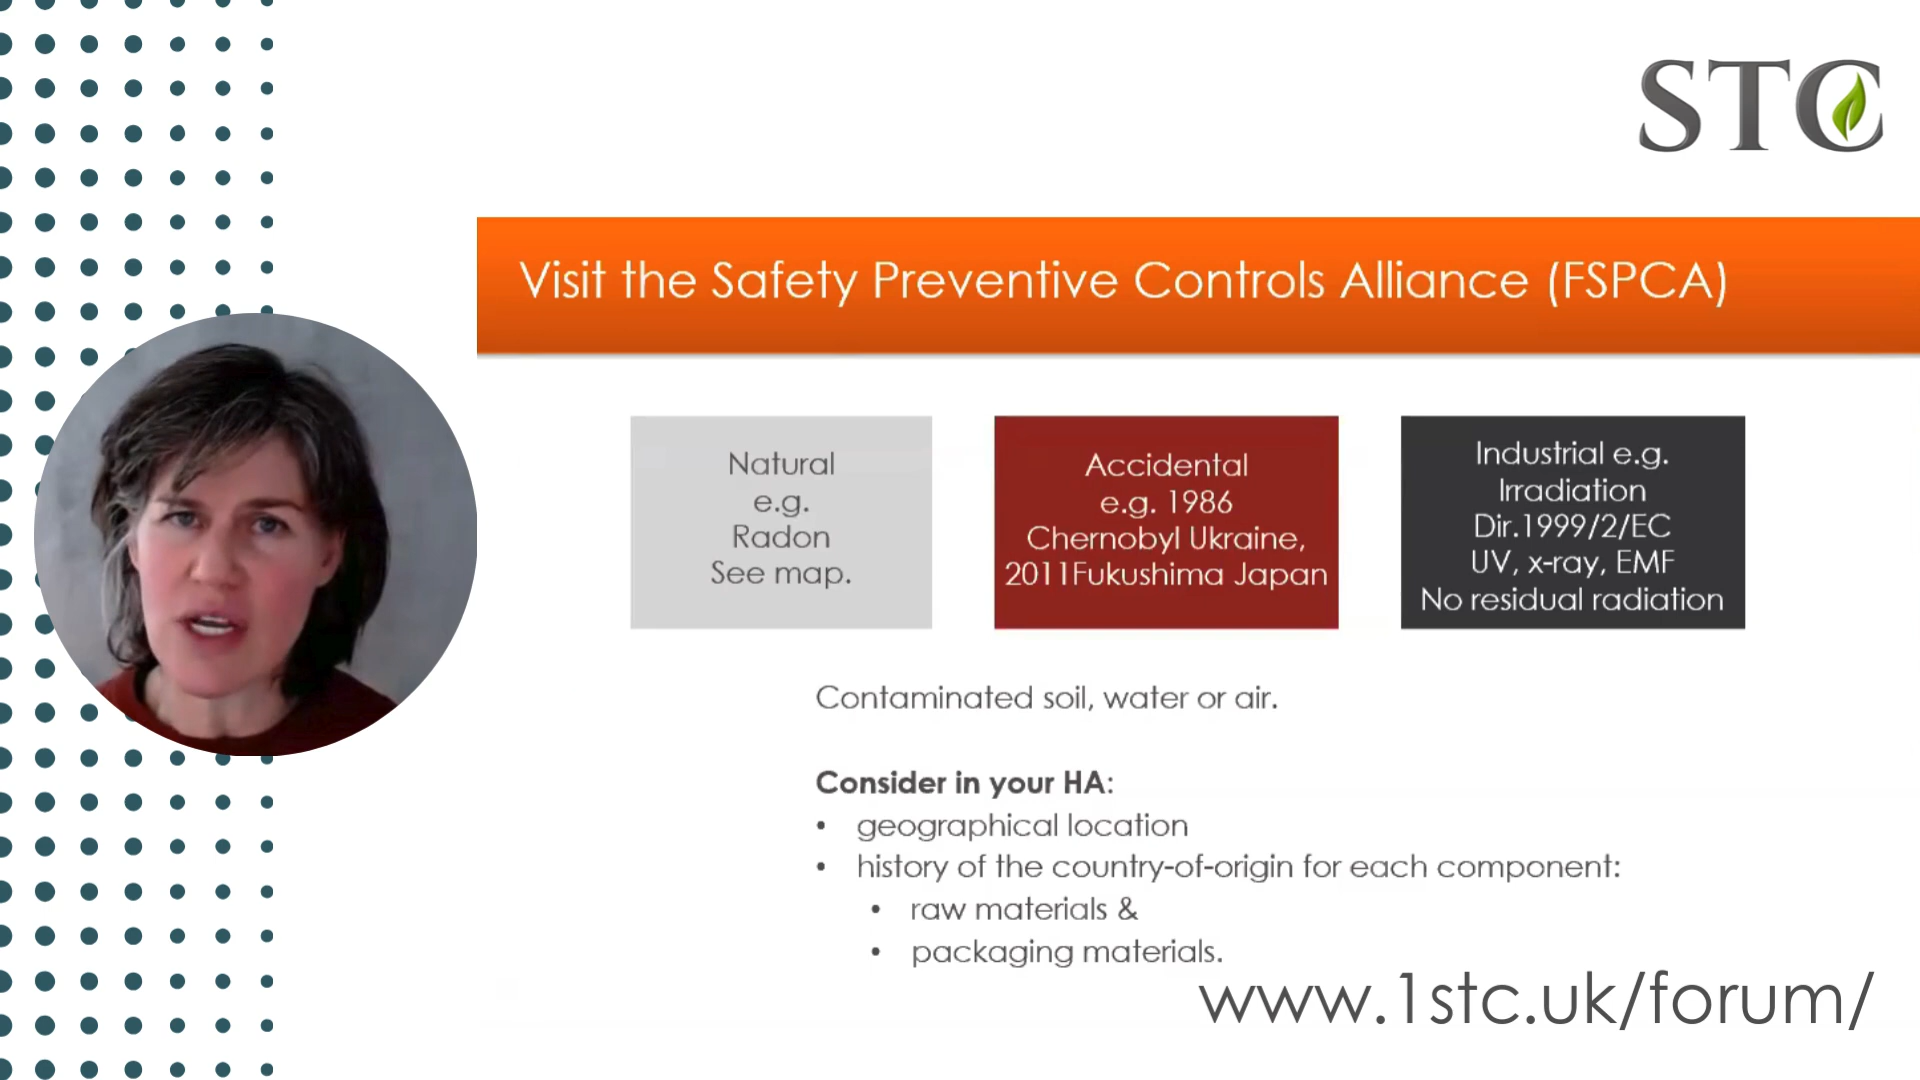 STC
Visit the Safety Preventive Controls Alliance (FSPCA)
Natural
e.g.
Radon
See map.
Accidental
e.g. 1986
Chernobyl Ukraine,
2011Fukushima Japan
Industrial e.g.
Irradiation
Dir.1999/2/EC
UV, x-ray, EMF
No residual radiation
Contaminated soil, water or air.
Consider in your HA:
• geographical location
• history of the country-of-origin for each component:
• raw materials &
• packaging materials.
www.1stc.uk/forum/